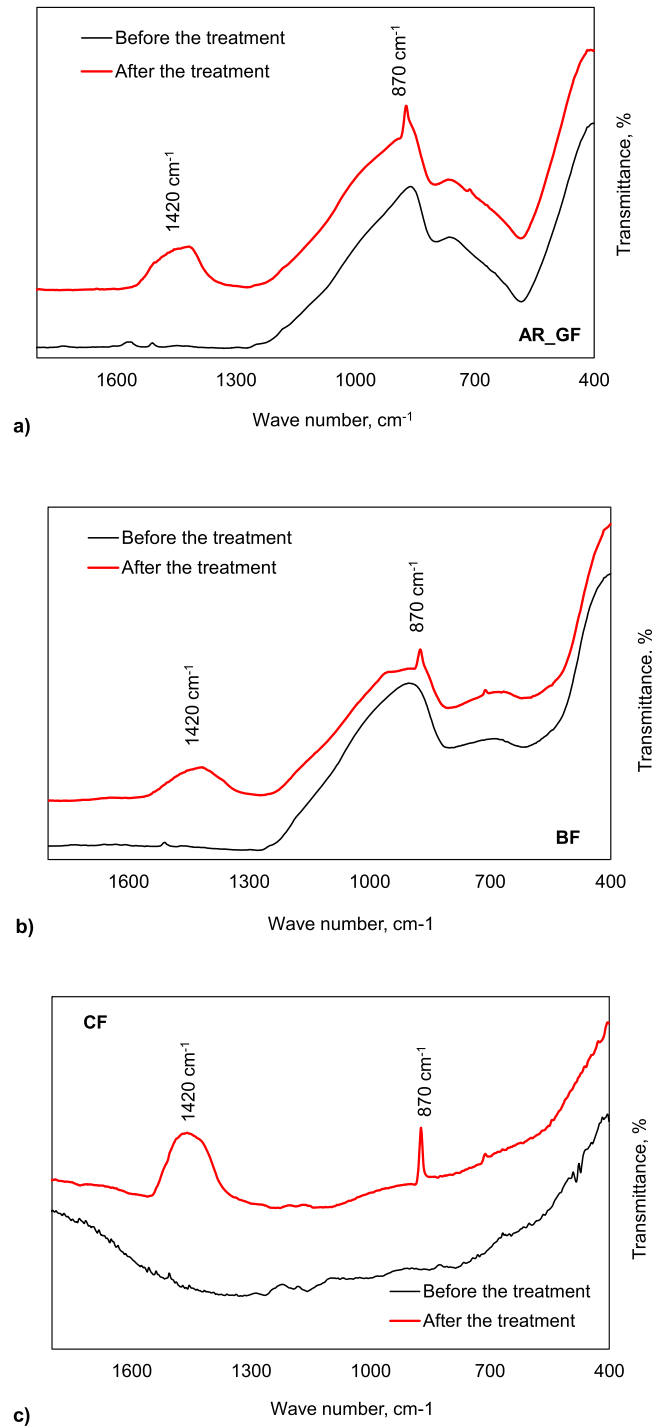 Before the treatment
After the treatment
870 cm-1
1420 cm-1
Transmittance, %
AR_GF
1600 1300 1000 700 400
Wave number, cm-1
a)
Before the treatment
After the treatment
870 cm-1
1420 cm-1
Transmittance. %
BF
1600 1300 1000 700 400
Wave number, cm-1
b)
CF
1420 cm-1
870 cm-1
Transmittance, %
Before the treatment
After the treatment
1600 1300 1000 700 400
Wave number, cm-1
c)